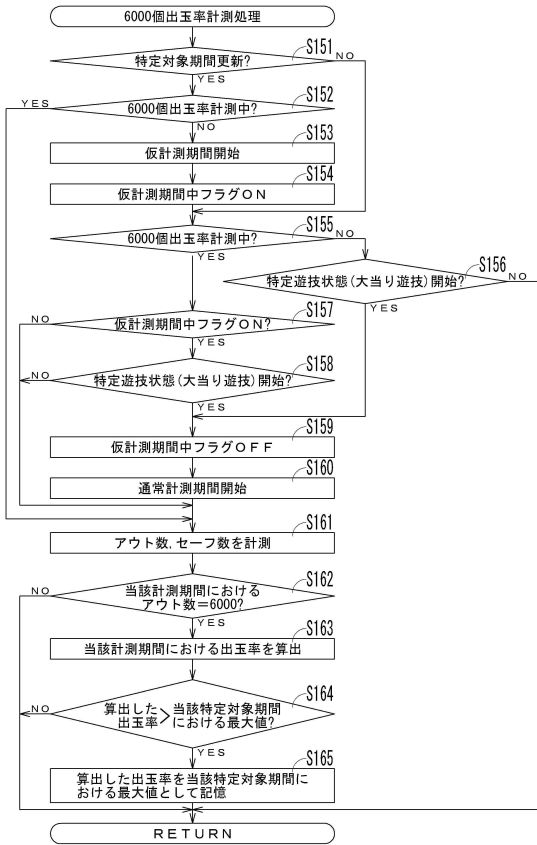 6000個出玉率計測処理
S151
特定対象期間更新?
NO
YES
S152
YES
6000個出玉率計測中?
NO
S153
仮計測期間開始
S154
仮計測期間中フラグON
S155
6000個出玉率計測中?
NO
YES
S156
特定遊技状態(大当り遊技)開始?
NO
YES
S157
NO
仮計測期間中フラグON?
YES
S158
NO
特定遊技状態(大当り遊技)開始?
YES
S159
仮計測期間中フラグOFF
S160
通常計測期間開始
S161
アウト数,セーフ数を計測
S162
NO
当該計測期間における
アウト数=6000?
YES
S163
当該計測期間における出玉率を算出
S164
NO
算出した
出玉率
>
当該特定対象期間
における最大値?
YES
S165
算出した出玉率を当該特定対象期間に
おける最大値として記憶
RETURN